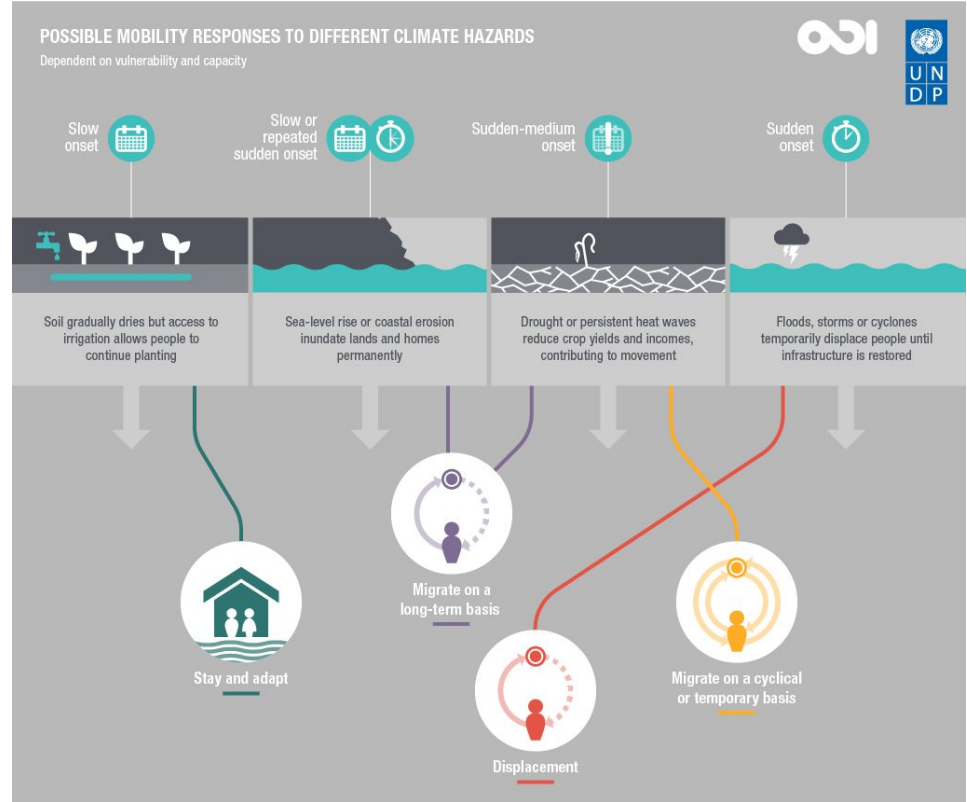 POSSIBLE MOBILITY RESPONSES TO DIFFERENT CLIMATE HAZARDS
Dependent on vulnerability and capacity
ODI
U N
D P
Slow
onset
Slow or
repeated
sudden onset
Sudden-medium
onset
Sudden
onset
Soil gradually dries but access to
irrigation allows people to
continue planting
Sea-level rise or coastal erosion
inundate lands and homes
permanently
Drought or persistent heat waves
reduce crop yields and incomes,
contributing to movement
Floods, storms or cyclones
temporarily displace people until
infrastructure is restored
Migrate on a
long-term basis
Stay and adapt
Migrate on a cyclical
or temporary basis
Displacement